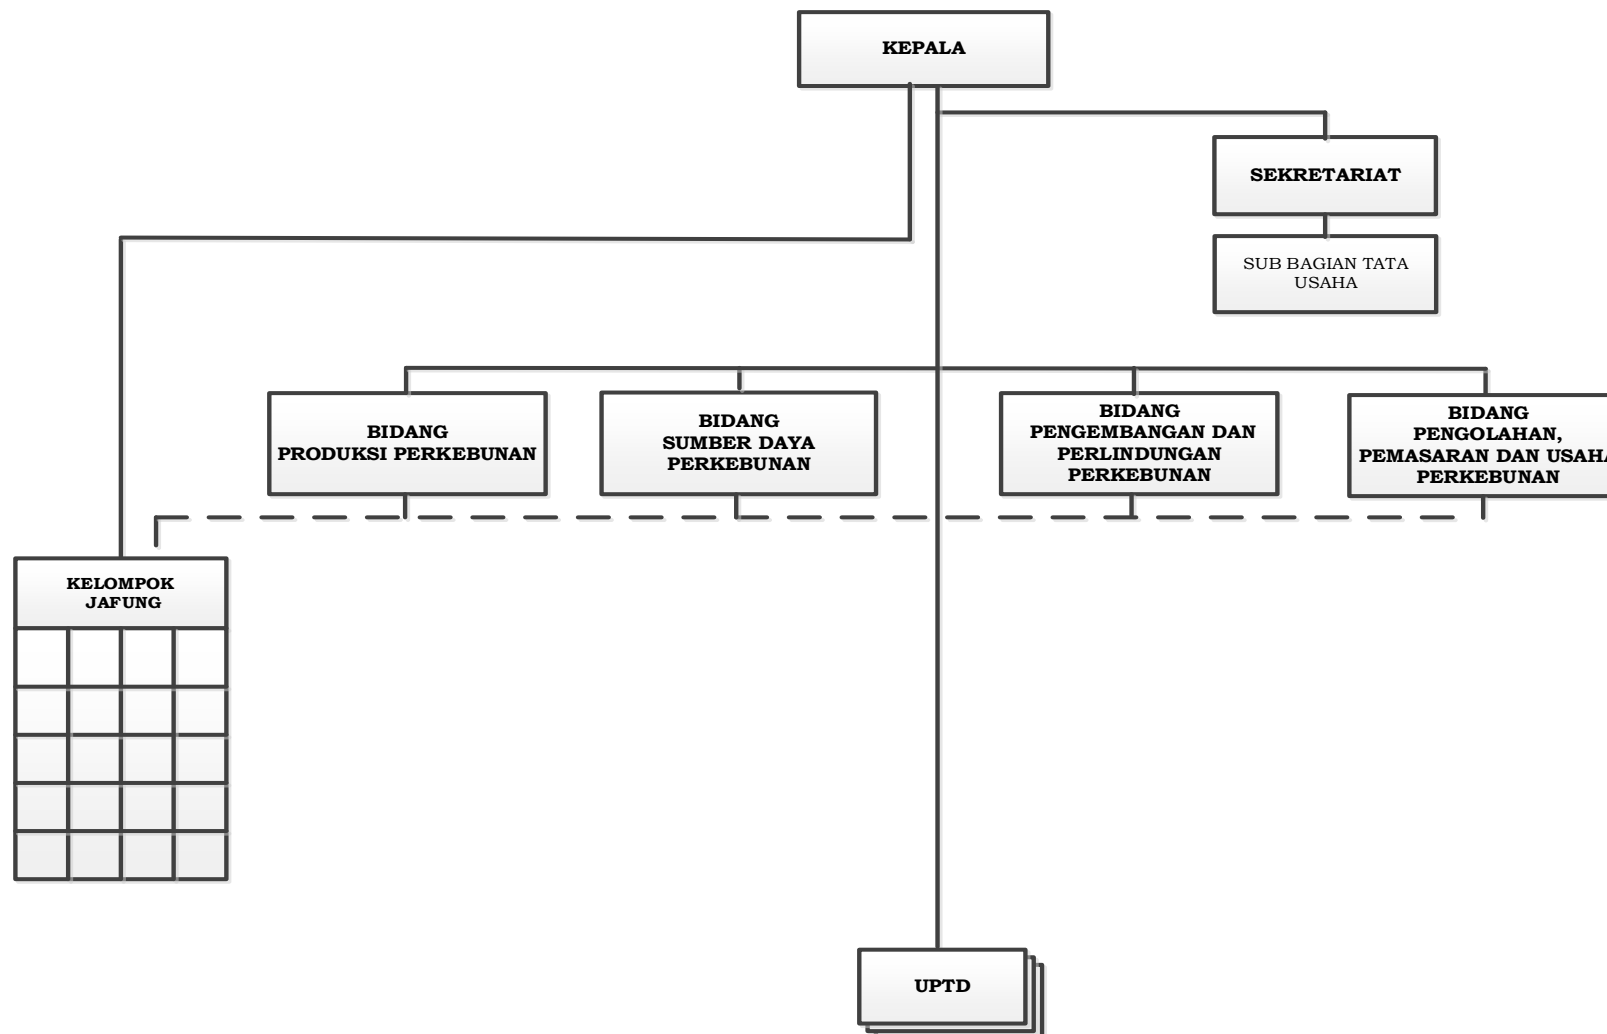 KEPALA
SEKRETARIAT
SUB BAGIAN TATA
USAHA
BIDANG
PRODUKSI PERKEBUNAN
BIDANG
SUMBER DAYA
PERKEBUNAN
BIDANG
PENGEMBANGAN DAN
PERLINDUNGAN
PERKEBUNAN
BIDANG
PENGOLAHAN,
PEMASARAN DAN USAHA
PERKEBUNAN
KELOMPOK
JAFUNG
UPTD